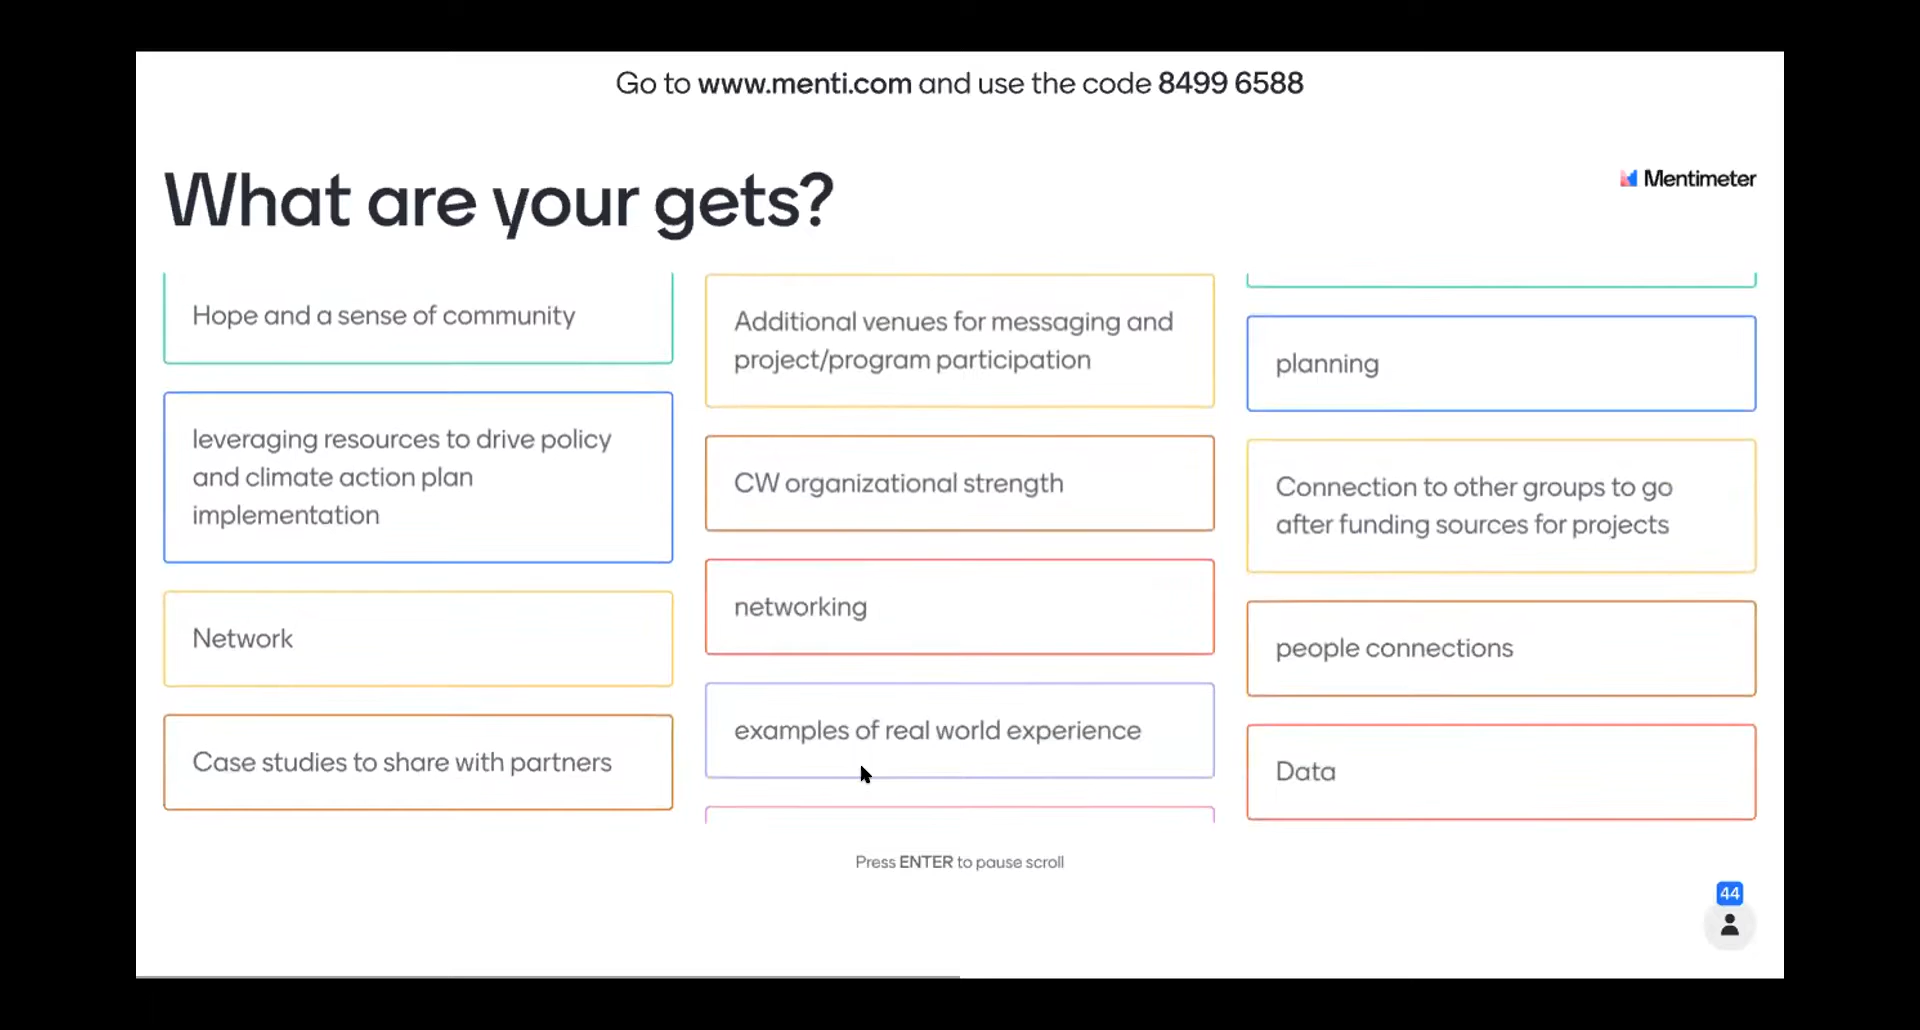 Go to www.menti.com and use the code 8499 6588
What are your gets?
Mentimeter
Hope and a sense of community
leveraging resources to drive policy
and climate action plan
implementation
Network
Case studies to share with partners
Additional venues for messaging and
project/program participation
CW organizational strength
networking
examples of real world experience
planning
Connection to other groups to go
after funding sources for projects
people connections
Data
Press ENTER to pause scroll
44